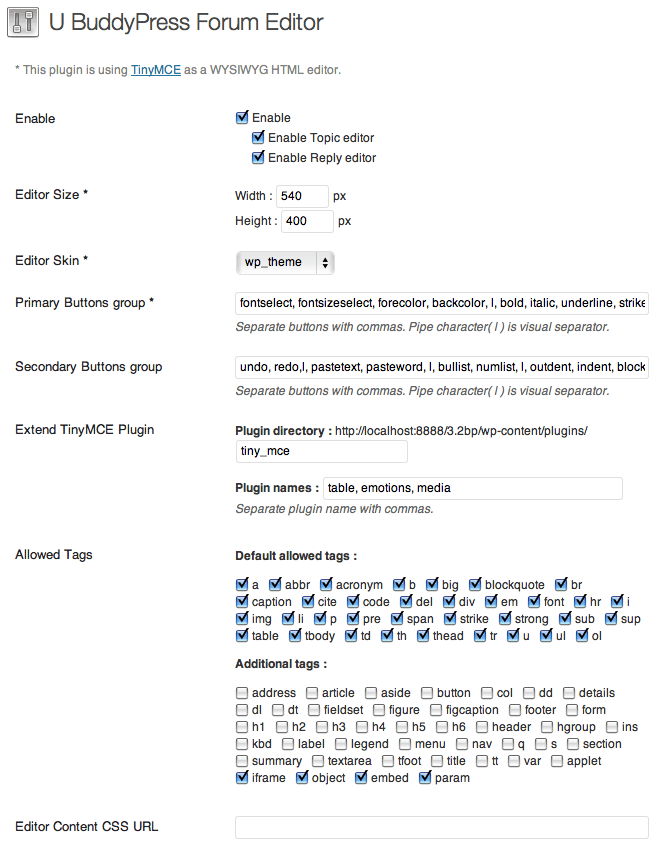 U BuddyPress Forum Editor
* This plugin is using TinyMCE as a WYSIWYG HTML editor.
Enable
Enable
Enable Topic editor
Enable Reply editor
Editor Size *
Width : 540 px
Height : 400 px
Editor Skin *
wp_theme
Primary Buttons group *
fontselect, fontsizeselect, forecolor, backcolor, |, bold, italic, underline, strike
Separate buttons with commas. Pipe character( | ) is visual separator.
Secondary Buttons group
undo, redo,|, pastetext, pasteword, |, bullist, numlist, |, outdent, indent, block
Separate buttons with commas. Pipe character( | ) is visual separator.
Extend TinyMCE Plugin
Plugin directory : http://localhost:8888/3.2bp/wp-content/plugins/
tiny_mce
Plugin names : table, emotions, media
Separate plugin name with commas.
Allowed Tags
Default allowed tags :
a abbr acronym b big blockquote br
caption cite code del div em font hr i
img li p pre span strike strong sub sup
table tbody td th thead tr u ul ol
Additional tags :
address article aside button col dd details
dl dt fieldset figure figcaption footer form
h1 h2 h3 h4 h5 h6 header hgroup ins
kbd label legend menu nav q s section
summary textarea tfoot title tt var applet
iframe object embed param
Editor Content CSS URL